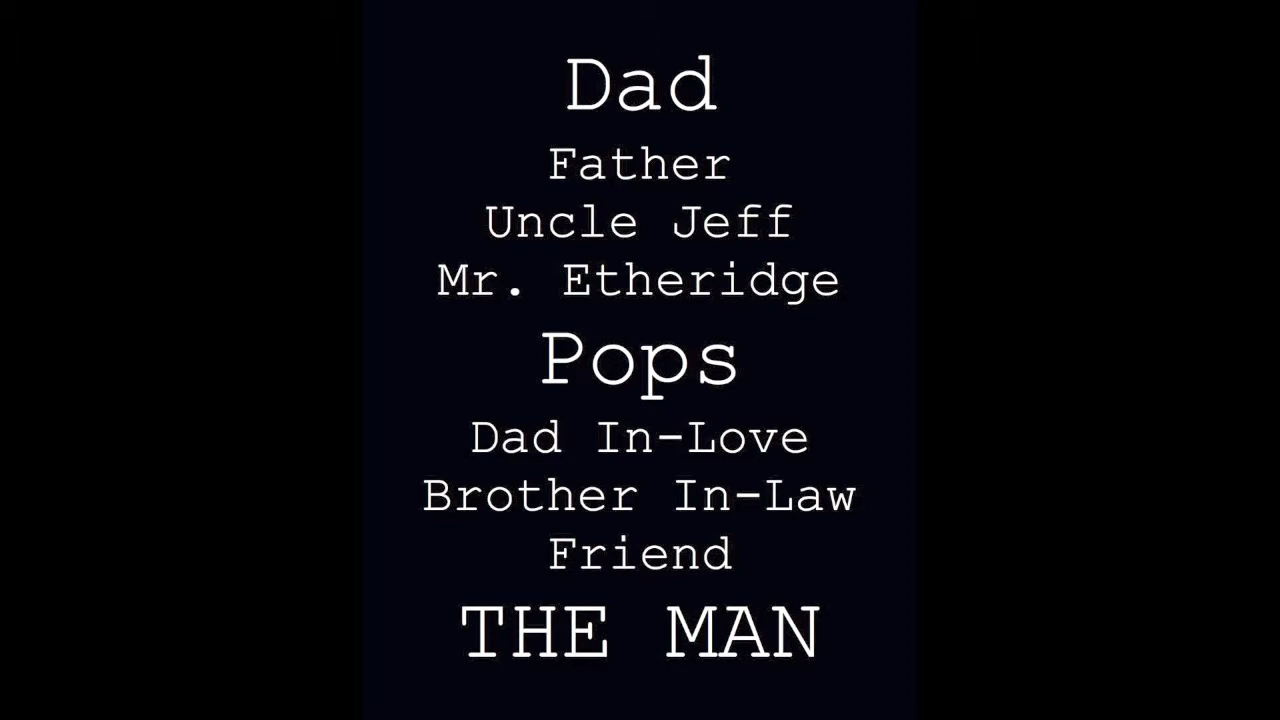 Dad
Father
Uncle Jeff
Mr. Etheridge
Pops
Dad In-Love
Brother In-Law
Friend
THE MAN